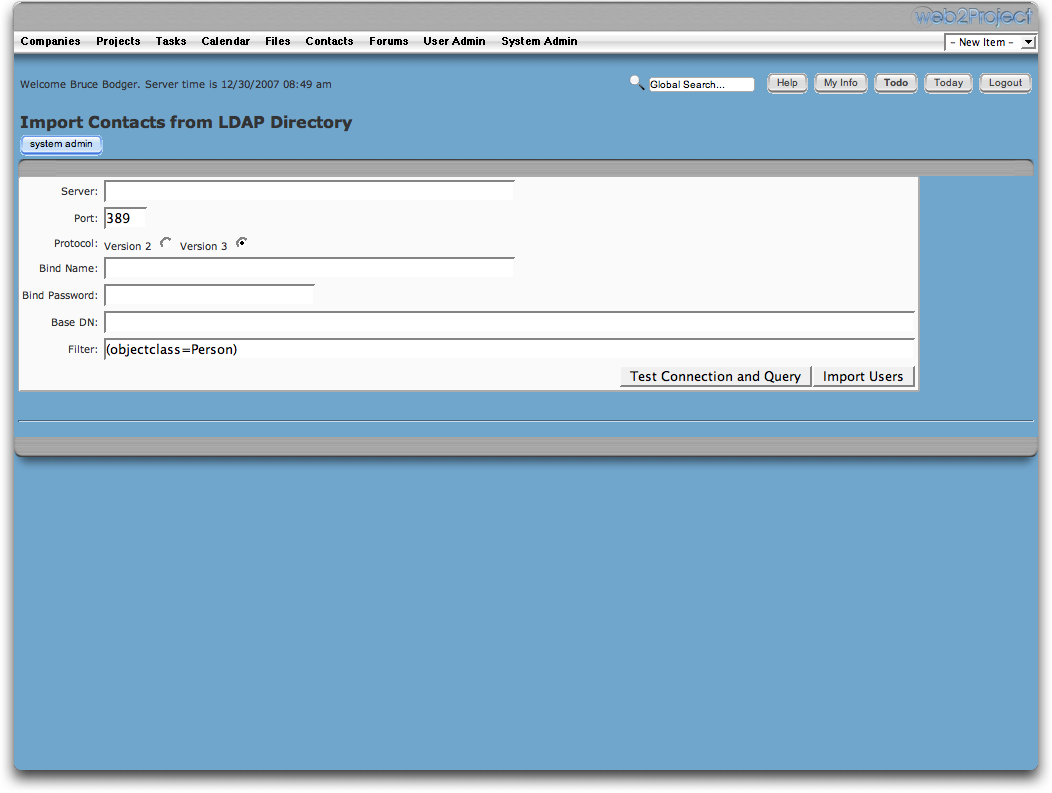 web2Project
Companies Projects Tasks Calendar Files Contacts Forums User Admin System Admin - New Item -
Welcome Bruce Bodger. Server time is 12/30/2007 08:49 am Global Search... Help My Info Todo Today Logout
Import Contacts from LDAP Directory
system admin
Server:
Port: 389
Protocol: Version 2 Version 3
Bind Name:
Bind Password:
Base DN:
Filter: (objectclass=Person)
Test Connection and Query Import Users